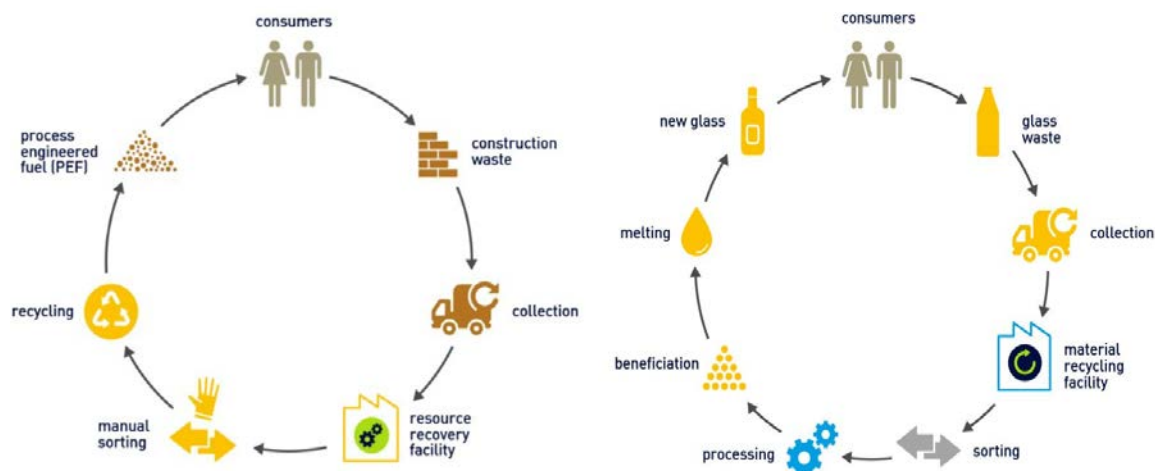 consumers
construction
waste
collection
resource
recovery
facility
manual
sorting
recycling
process
engineered
fuel (PEF)
consumers
glass
waste
collection
material
recycling
facility
sorting
processing
beneficiation
melting
new glass